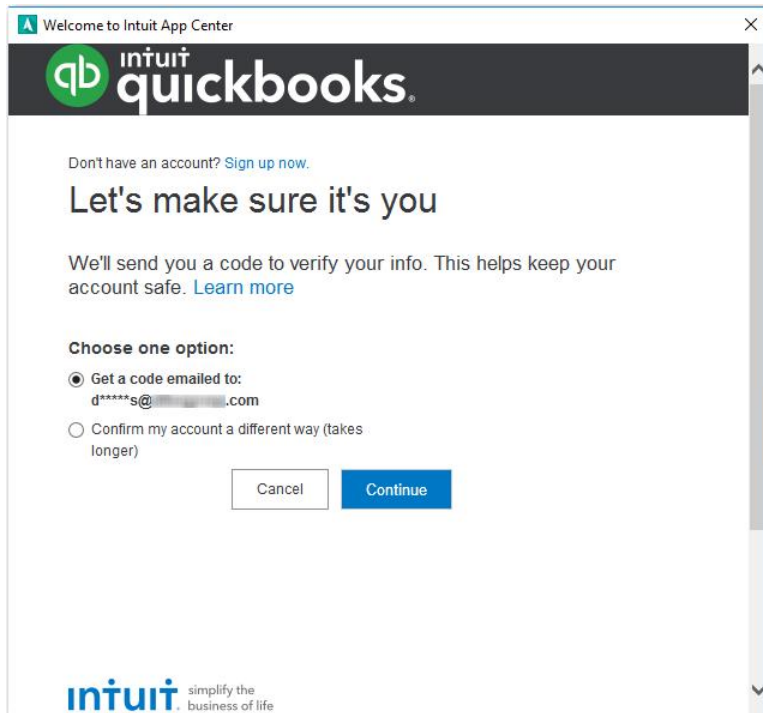 Welcome to Intuit App Center
intuit
qb quickbooks.
Don't have an account? Sign up now.
Let's make sure it's you
We'll send you a code to verify your info. This helps keep your
account safe. Learn more
Choose one option:
Get a code emailed to:
d*****s@ .com
Confirm my account a different way (takes
longer)
Cancel Continue
intuit. simplify the
business of life